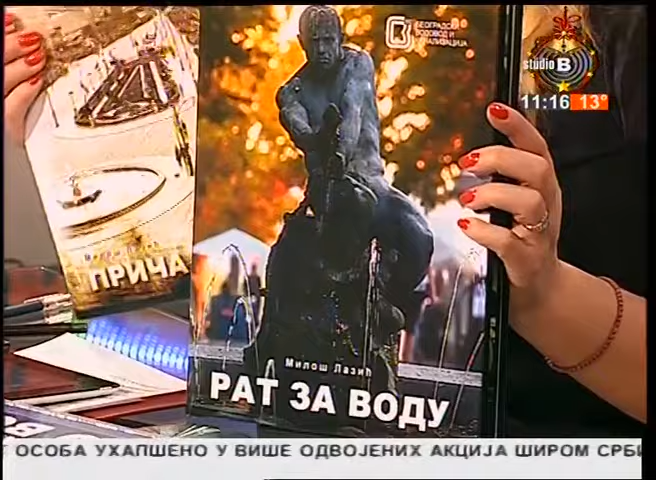 БЕОГРАДСКИ
ВОДОВОД И
КАНАЛИЗАЦИЈА
studio B
11:16 13°
ПРИЧА
Милош Лазић
РАТ ЗА ВОДУ
ОСОБА УХАПШЕНО У ВИШЕ ОДВОЈЕНИХ АКЦИЈА ШИРОМ СРБИ